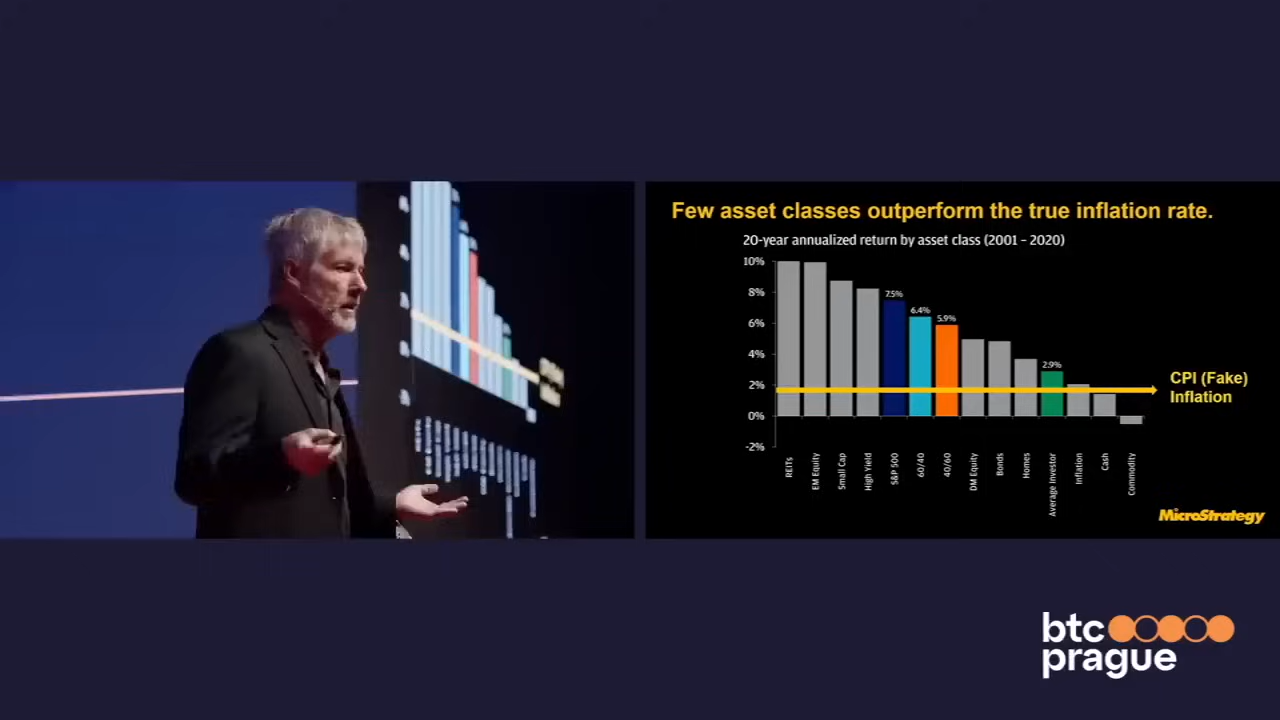 Few asset classes outperform the true inflation rate.
20-year annualized return by asset class (2001 – 2020)
10%
8%
6%
4%
2%
0%
-2%
7.5%
6.4%
5.9%
2.9%
CPI (Fake)
Inflation
REITs
EM Equity
Small Cap
High Yield
S&P 500
60/40
40/60
DM Equity
Bonds
Homes
Average Investor
Inflation
Cash
Commodity
MicroStrategy
btc
prague